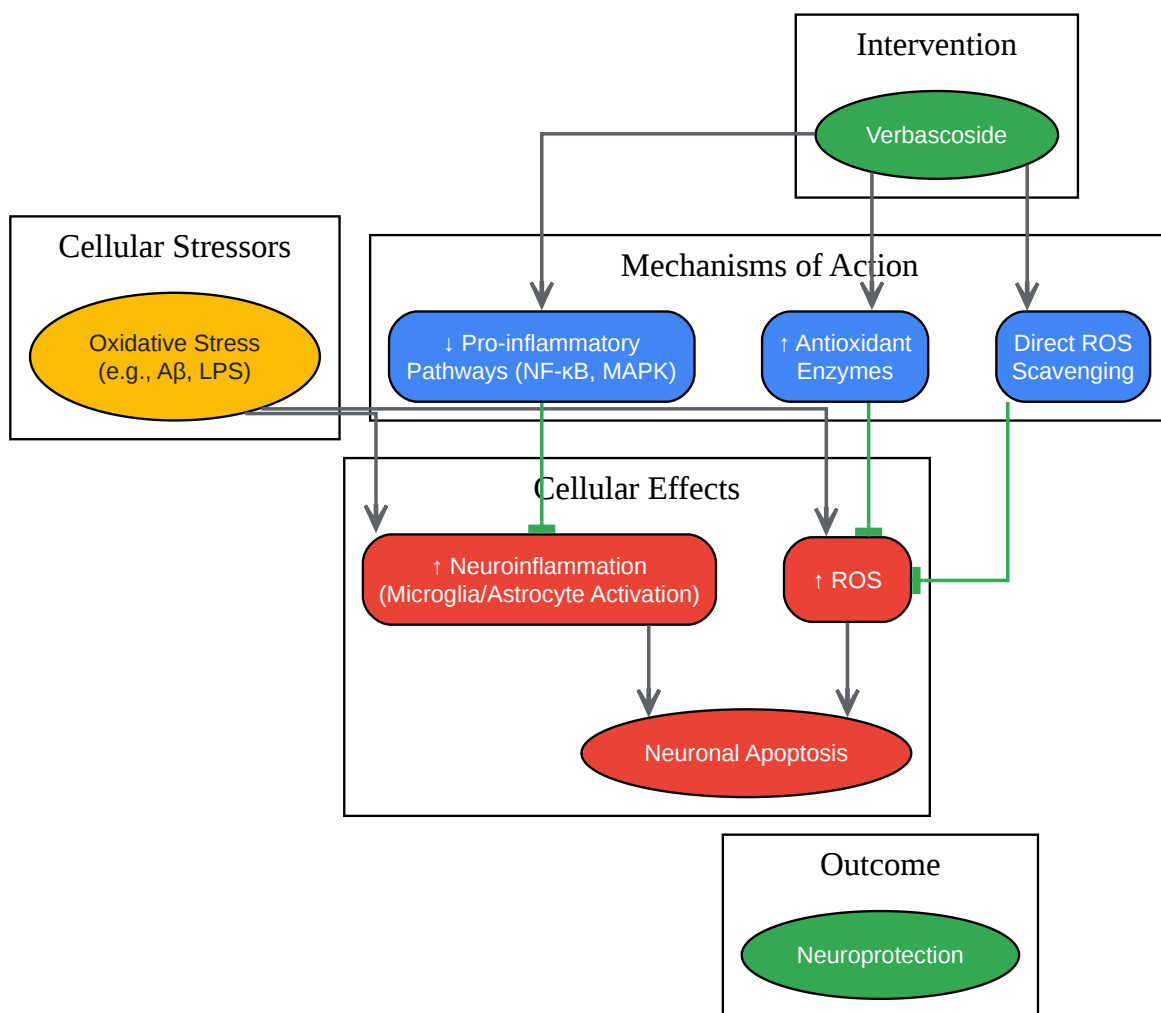 Intervention
Verbascoside
Cellular Stressors
Oxidative Stress
(e.g., Aβ, LPS)
Mechanisms of Action
↓ Pro-inflammatory
Pathways (NF-κB, MAPK)
↑ Antioxidant
Enzymes
Direct ROS
Scavenging
Cellular Effects
↑ Neuroinflammation
(Microglia/Astrocyte Activation)
↑ ROS
Neuronal Apoptosis
Outcome
Neuroprotection